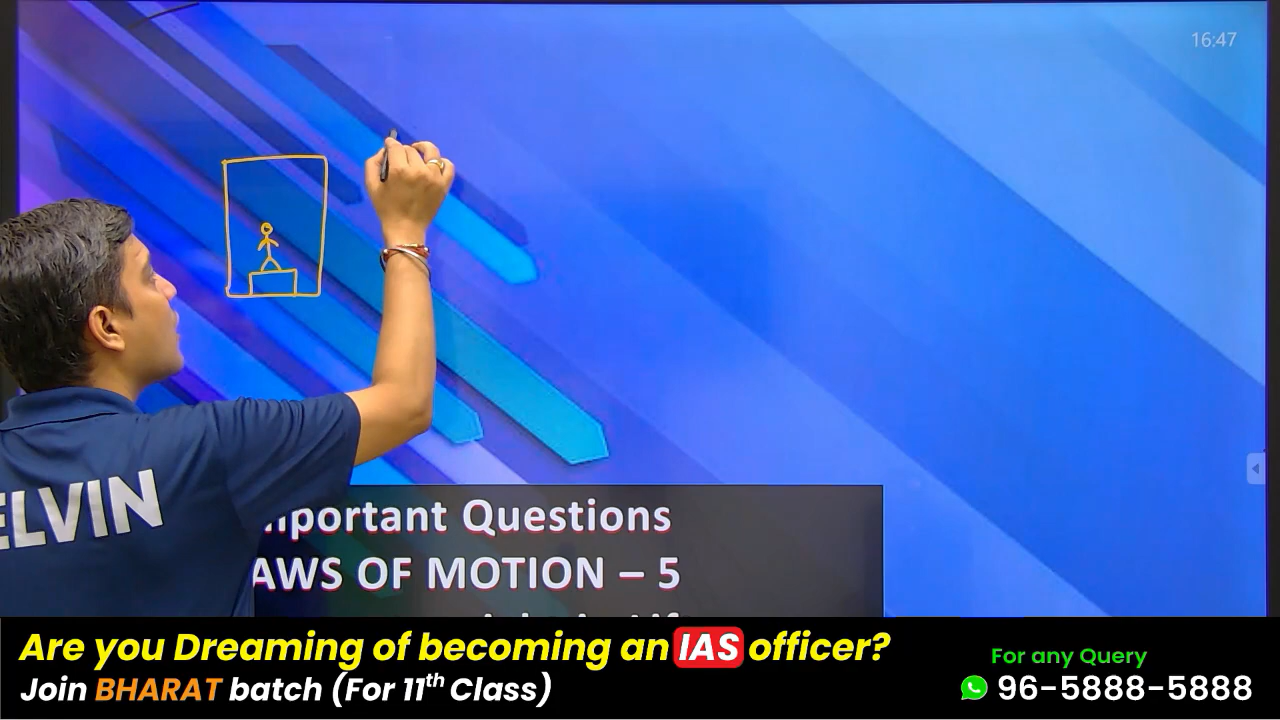 16:47
ELVIN
mportant Questions
AWS OF MOTION – 5
Are you Dreaming of becoming an IAS officer?
Join BHARAT batch (For 11th Class)
For any Query
96-5888-5888